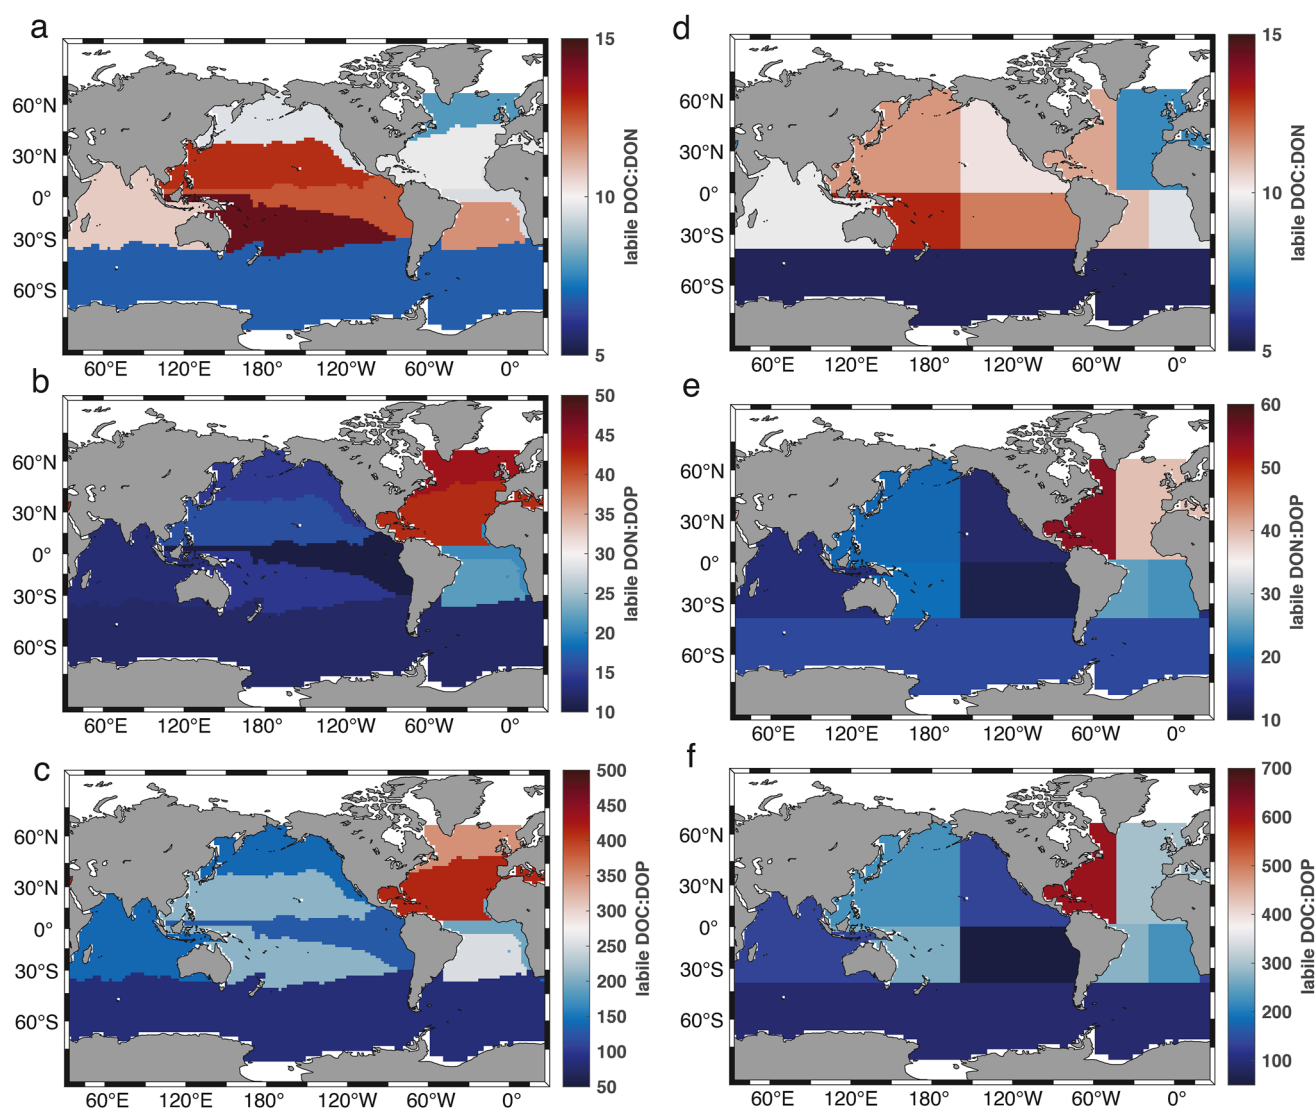 a
60°N
30°N
0°
30°S
60°S
60°E 120°E 180° 120°W 60°W 0°
15
10
5
labile DOC:DON
d
60°N
30°N
0°
30°S
60°S
60°E 120°E 180° 120°W 60°W 0°
15
10
5
labile DOC:DON
b
60°N
30°N
0°
30°S
60°S
60°E 120°E 180° 120°W 60°W 0°
50
45
40
35
30
25
20
15
10
labile DON:DOP
e
60°N
30°N
0°
30°S
60°S
60°E 120°E 180° 120°W 60°W 0°
60
50
40
30
20
10
labile DON:DOP
c
60°N
30°N
0°
30°S
60°S
60°E 120°E 180° 120°W 60°W 0°
500
450
400
350
300
250
200
150
100
50
labile DOC:DOP
f
60°N
30°N
0°
30°S
60°S
60°E 120°E 180° 120°W 60°W 0°
700
600
500
400
300
200
100
labile DOC:DOP